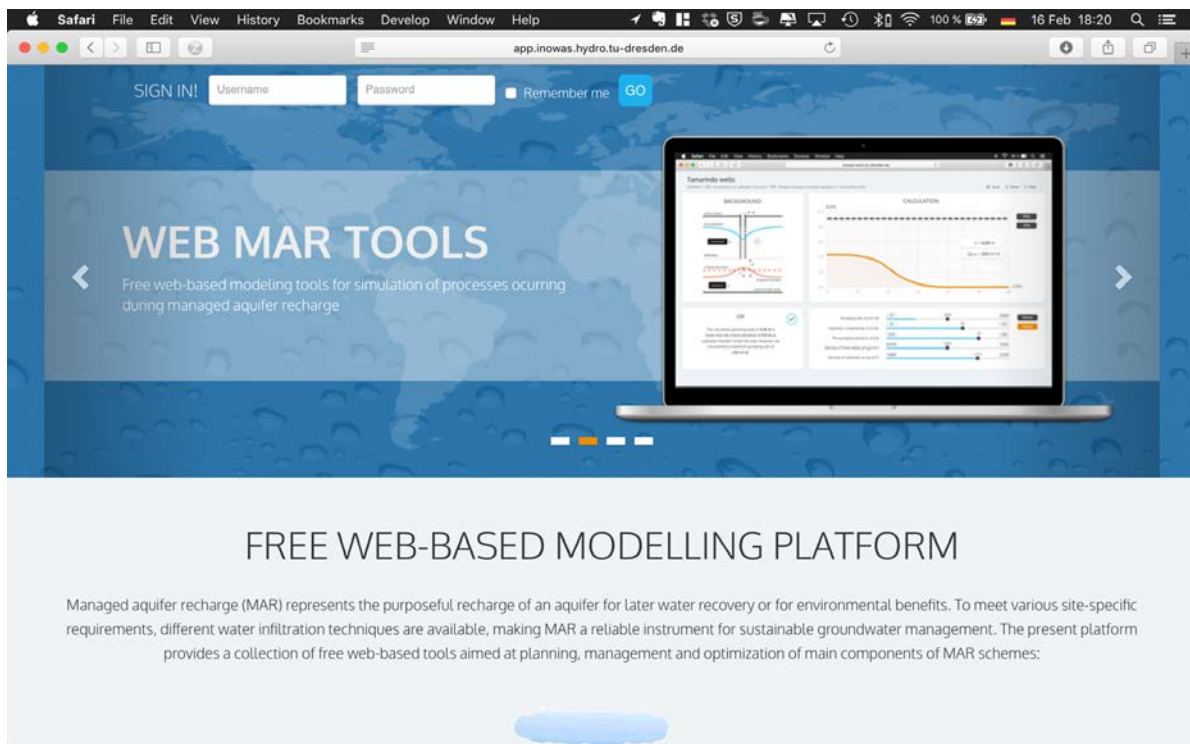 Safari File Edit View History Bookmarks Develop Window Help 100 % 16 Feb 18:20
app.inowas.hydro.tu-dresden.de
SIGN IN! Username Password Remember me GO
Tamarindo wells
BACKGROUND
CALCULATION
OK
WEB MAR TOOLS
Free web-based modeling tools for simulation of processes ocurring
during managed aquifer recharge
FREE WEB-BASED MODELLING PLATFORM
Managed aquifer recharge (MAR) represents the purposeful recharge of an aquifer for later water recovery or for environmental benefits. To meet various site-specific
requirements, different water infiltration techniques are available, making MAR a reliable instrument for sustainable groundwater management. The present platform
provides a collection of free web-based tools aimed at planning, management and optimization of main components of MAR schemes: